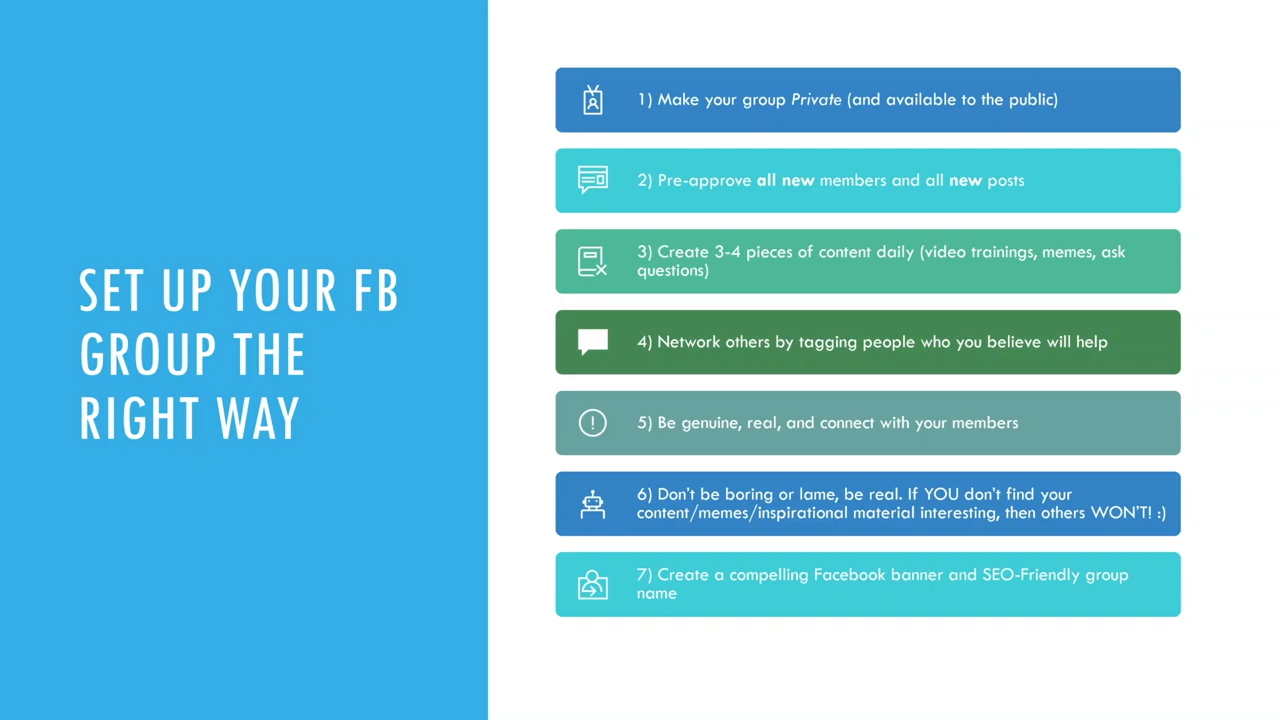 SET UP YOUR FB
GROUP THE
RIGHT WAY
1) Make your group Private (and available to the public)
2) Pre-approve all new members and all new posts
3) Create 3-4 pieces of content daily (video trainings, memes, ask
questions)
4) Network others by tagging people who you believe will help
5) Be genuine, real, and connect with your members
6) Don't be boring or lame, be real. If YOU don't find your
content/memes/inspirational material interesting, then others WON'T! :)
7) Create a compelling Facebook banner and SEO-Friendly group
name